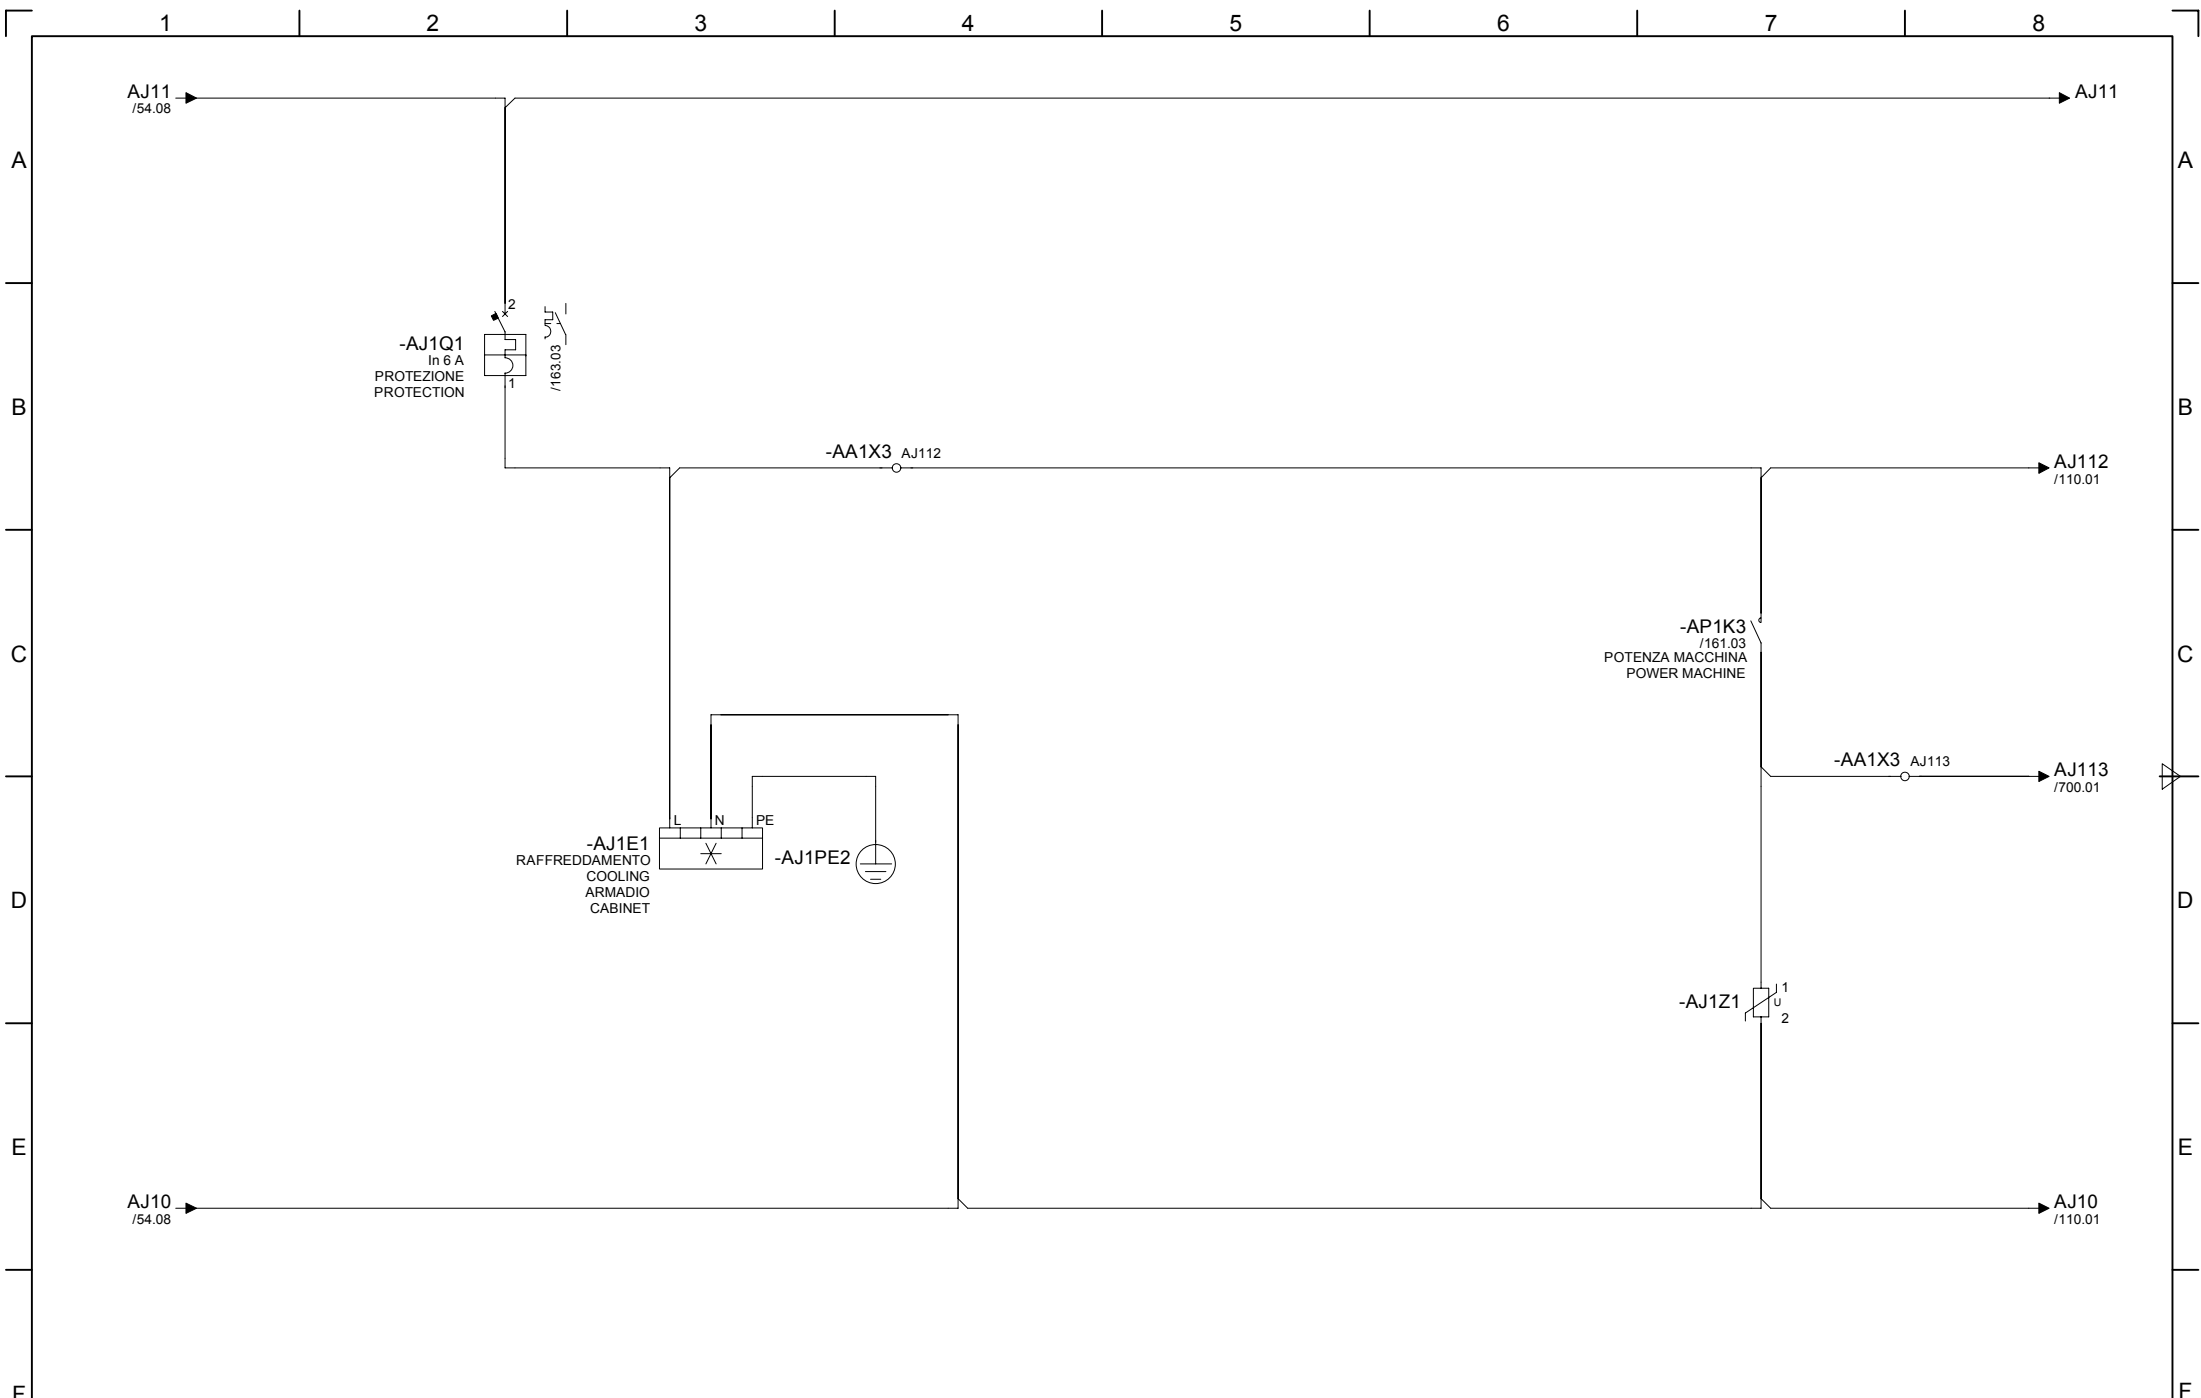 1 2 3 4 5 6 7 8
AJ11
/54.08
AJ11
A A
2
-AJ1Q1
In 6 A
PROTEZIONE
PROTECTION
1
/163.03
B B
-AA1X3 AJ112
AJ112
/110.01
-AP1K3
/161.03
POTENZA MACCHINA
POWER MACHINE
C C
-AA1X3 AJ113
AJ113
/700.01
L N PE
-AJ1E1
RAFFREDDAMENTO
COOLING
ARMADIO
CABINET
-AJ1PE2
D D
-AJ1Z1
1
U
2
E E
AJ10
/54.08
AJ10
/110.01
F F